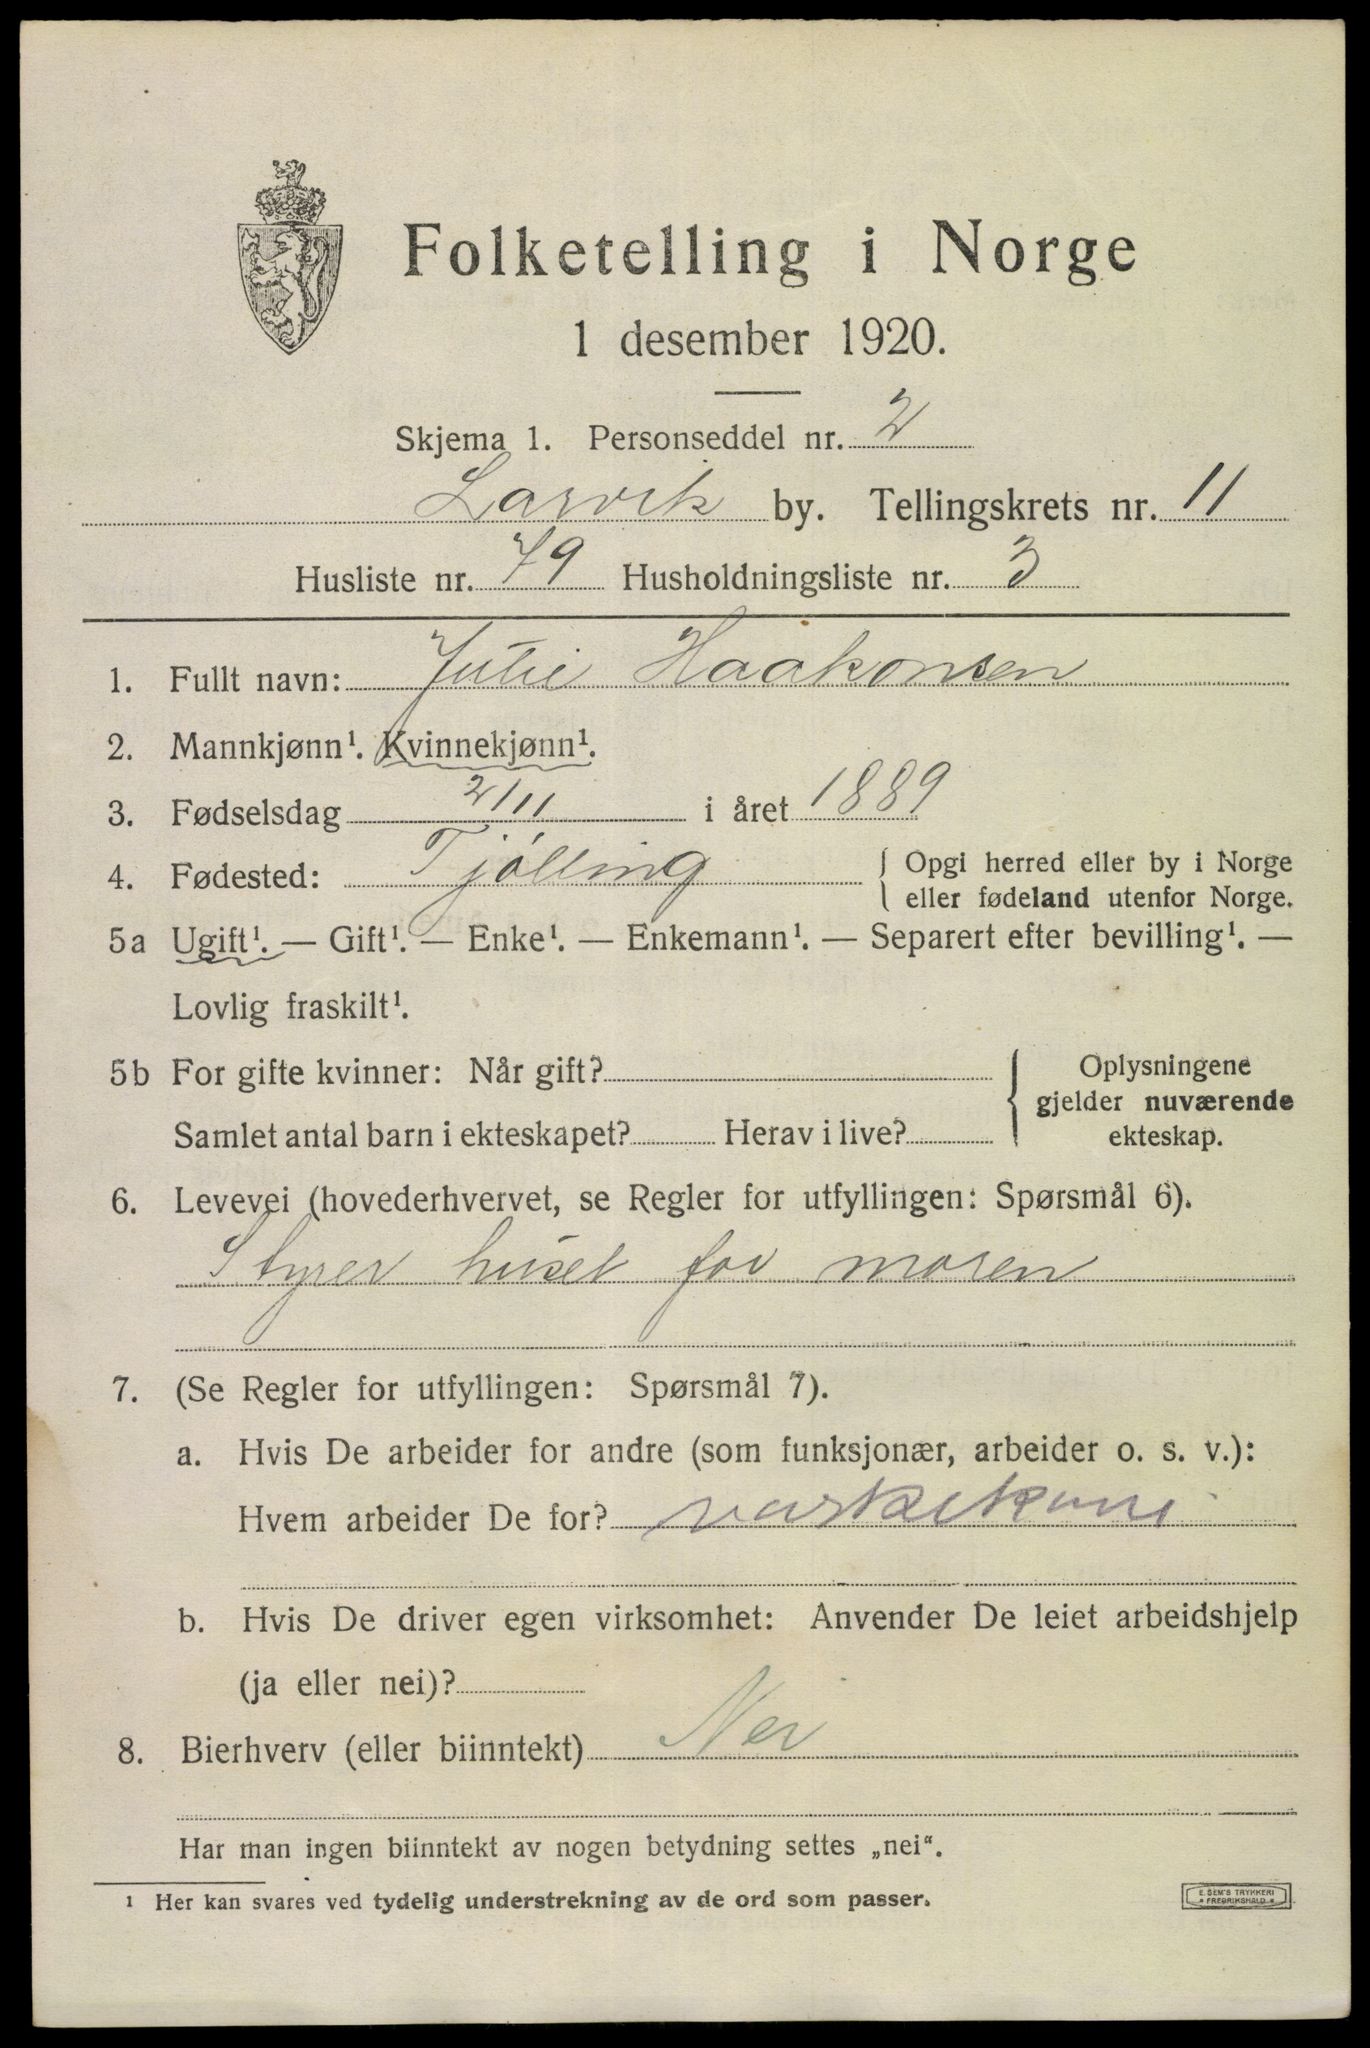 Folketelling i Norge
1 desember 1920.
Skjema 1. Personseddel nr. 2
Larvik by. Tellingskrets nr. 11
Husliste nr. 79 Husholdningsliste nr. 3
1. Fullt navn: Julie Haakonsen
2. Mannkjønn¹. Kvinnekjønn¹.
3. Fødselsdag 2/11 i året 1889
4. Fødested: Tjölling { Opgi herred eller by i Norge
eller fødeland utenfor Norge.
5a Ugift¹. — Gift¹. — Enke¹. — Enkemann¹. — Separert efter bevilling¹. —
Lovlig fraskilt¹.
5b For gifte kvinner: Når gift? { Oplysningene
gjelder nuværende
Samlet antal barn i ekteskapet? Herav i live? ekteskap.
6. Levevei (hovederhvervet, se Regler for utfyllingen: Spørsmål 6).
Styrer huset for moren
7. (Se Regler for utfyllingen: Spørsmål 7).
a. Hvis De arbeider for andre (som funksjonær, arbeider o. s. v.):
Hvem arbeider De for? vaskekone
b. Hvis De driver egen virksomhet: Anvender De leiet arbeidshjelp
(ja eller nei)?
8. Bierhverv (eller biinntekt) Nei
Har man ingen biinntekt av nogen betydning settes „nei“.
¹ Her kan svares ved tydelig understrekning av de ord som passer.
E. SEM'S TRYKKERI
FREDRIKSHALD